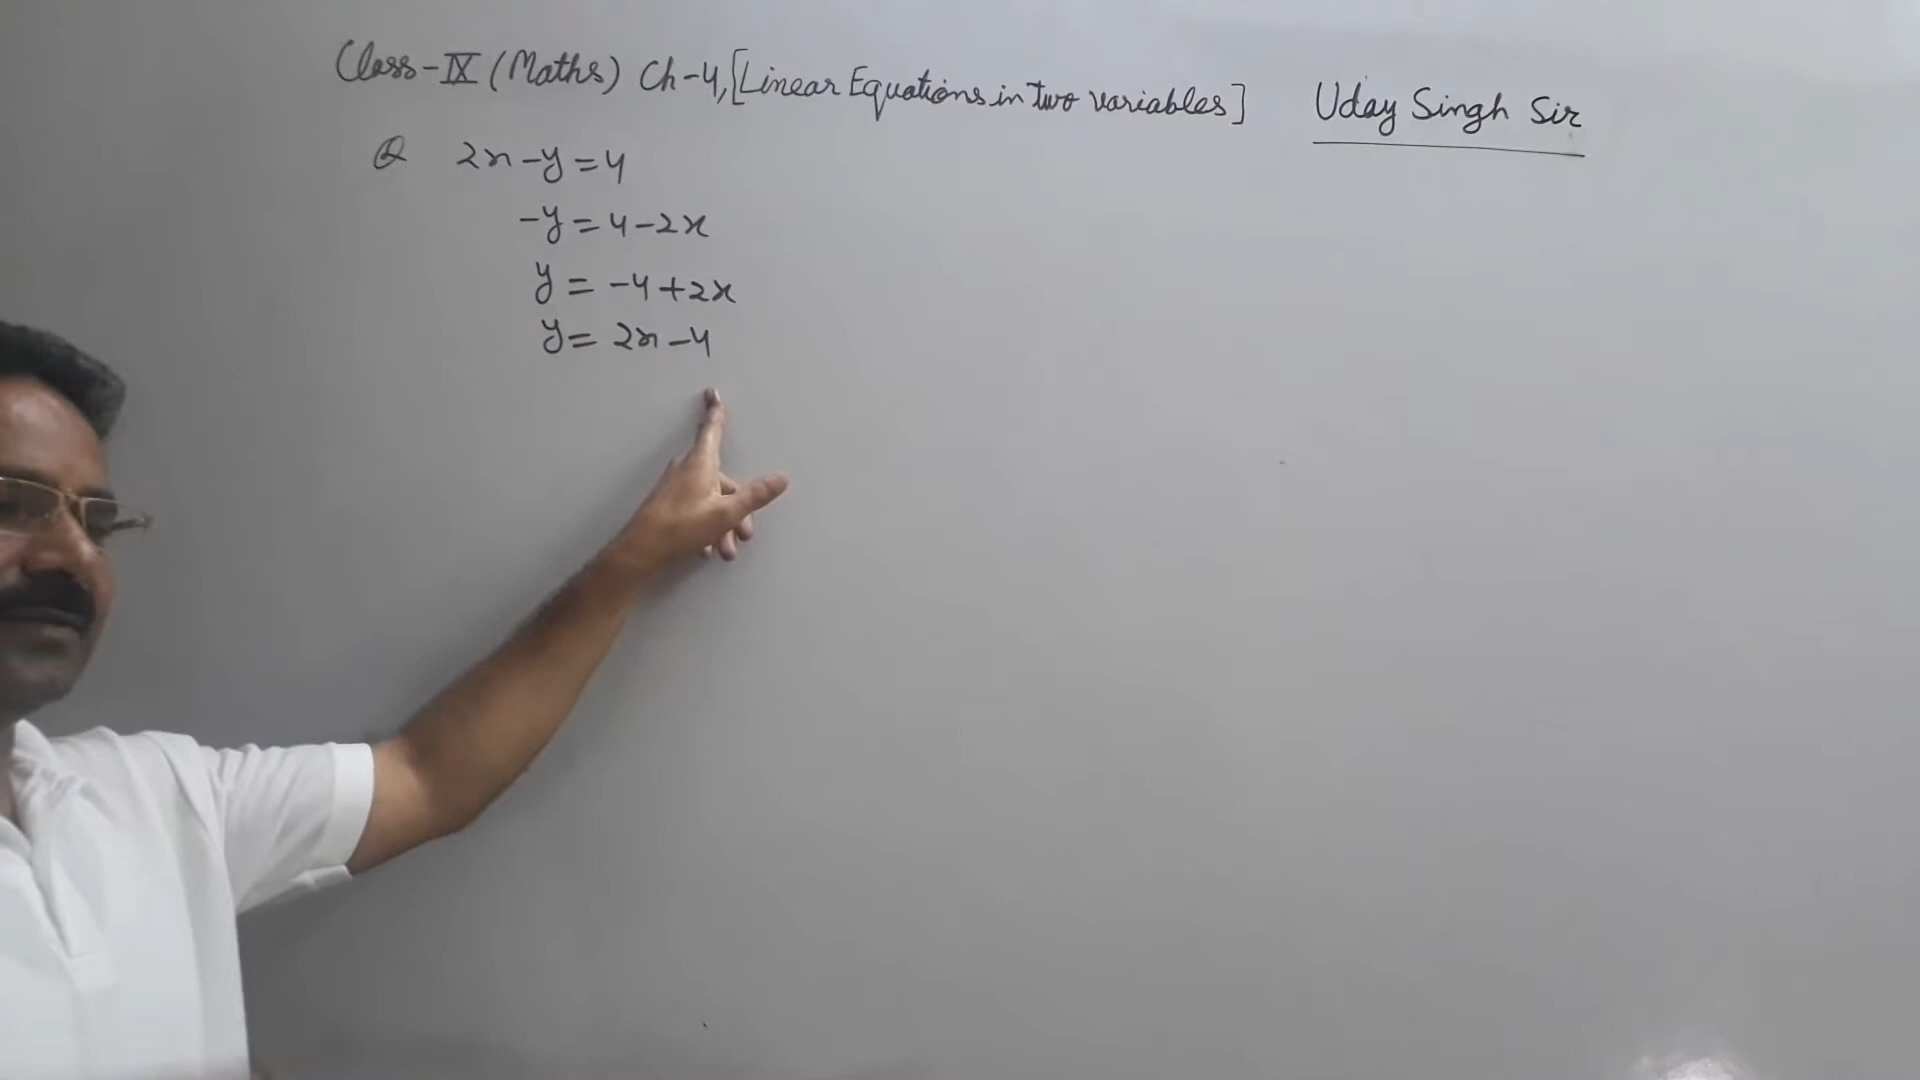 Class-IX (Maths) Ch-4, [Linear Equations in two variables] Uday Singh Sir
Q 2x-y=4
-y=4-2x
y=-4+2x
y=2x-4